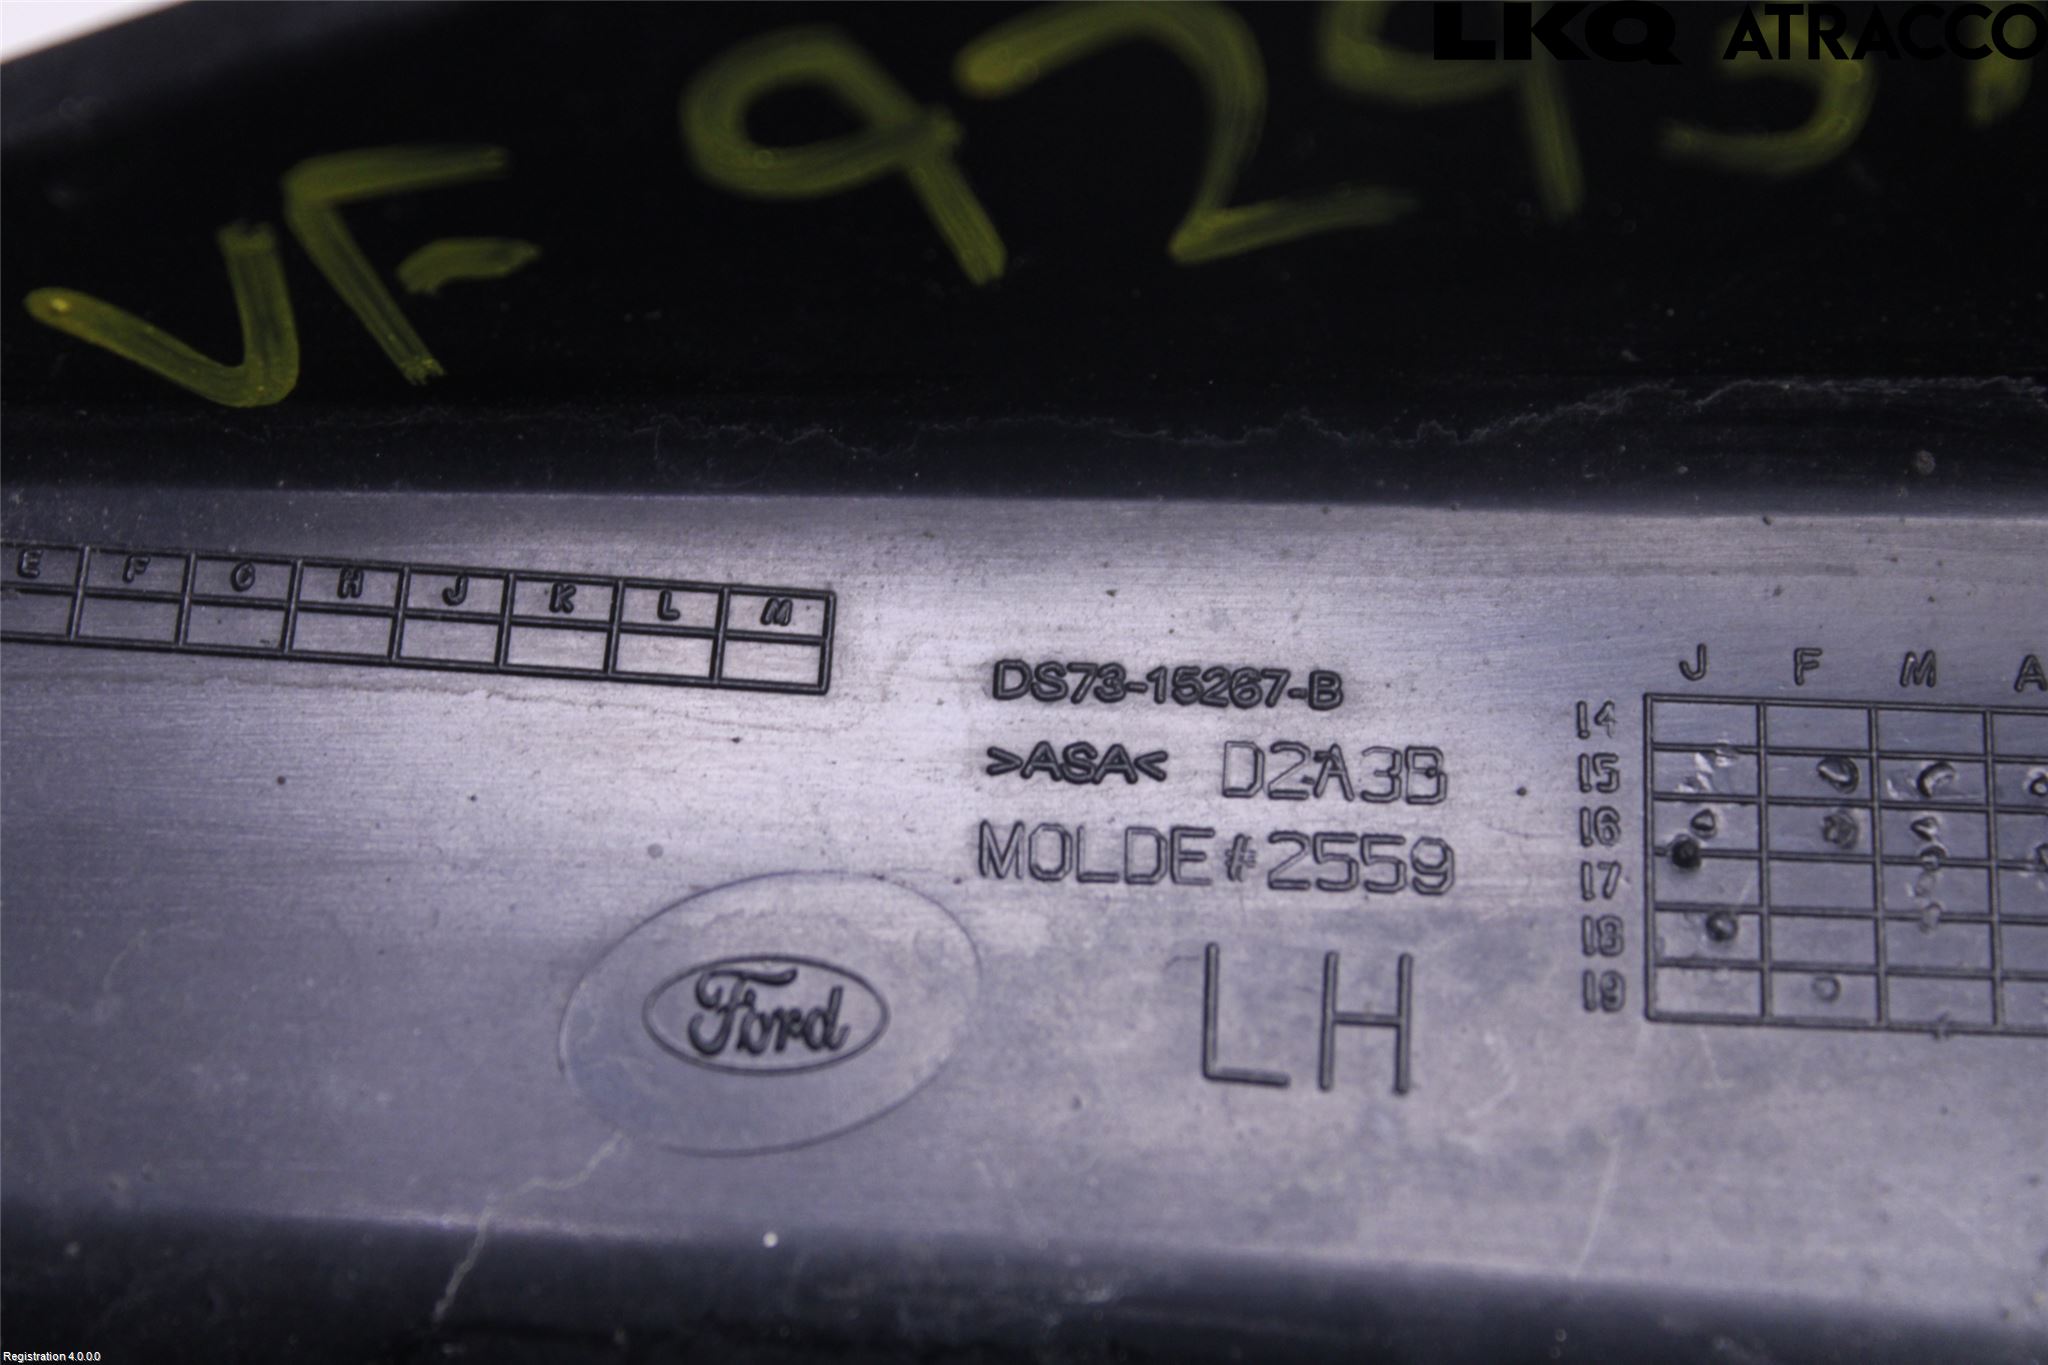 LKQ ATRACCO
VF 9295
E F G H J K L M
DS73-15267-B
>ASA< D2A3B
MOLDE#2559
Ford
LH
J F M A
14
15
16
17
18
19
Registration 4.0.0.0